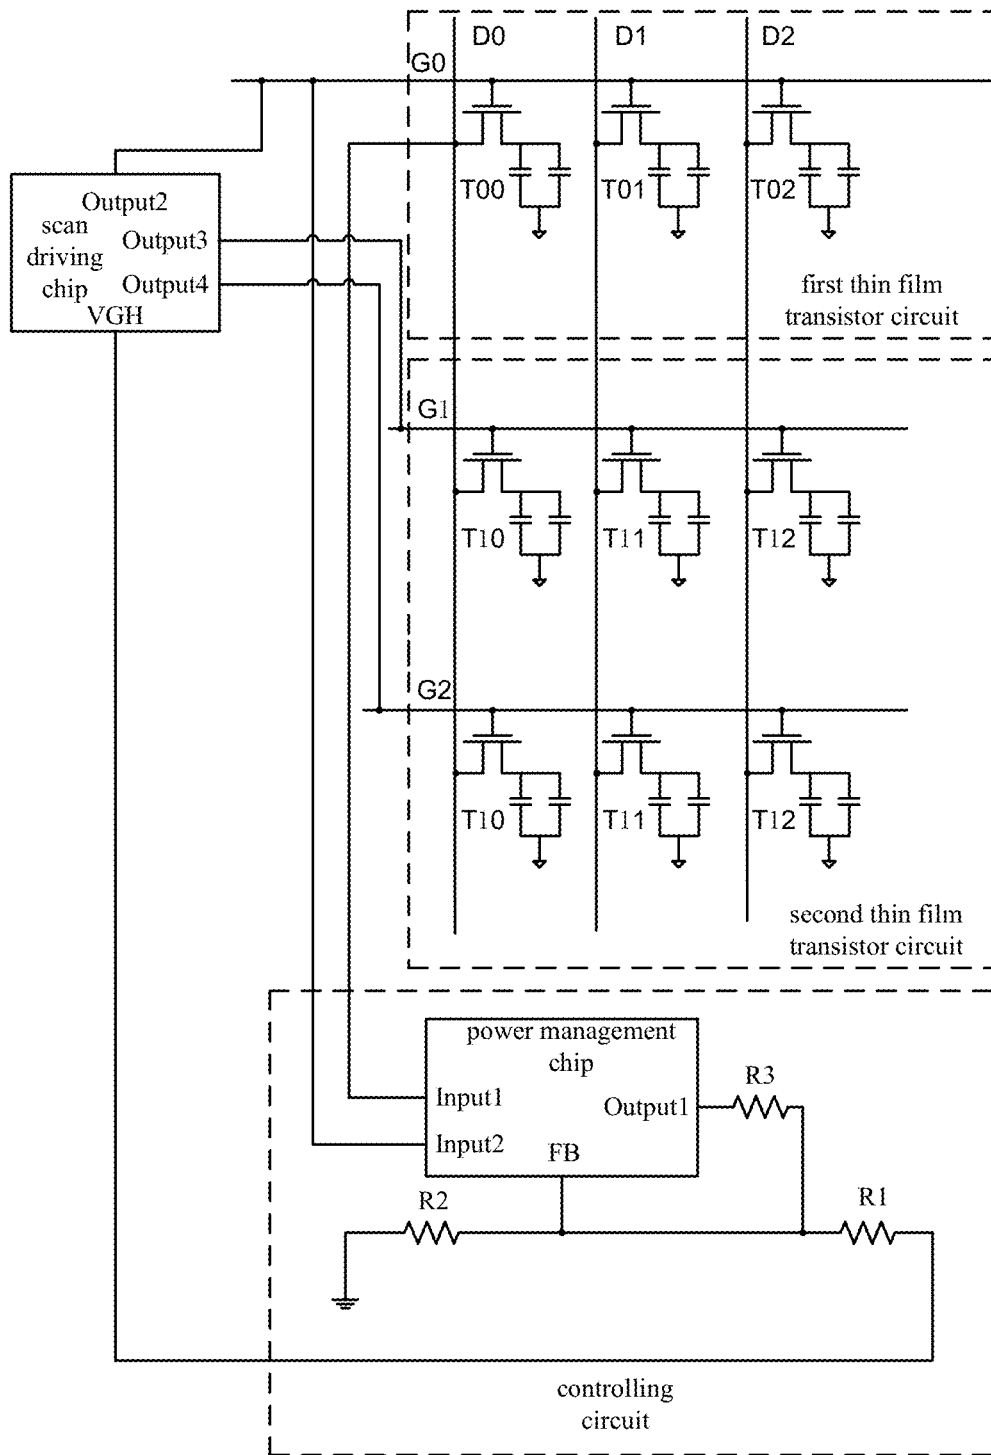 D0
D1
D2
G0
T00
T01
T02
Output2
scan
driving
chip
Output3
Output4
VGH
first thin film
transistor circuit
G1
T10
T11
T12
G2
T10
T11
T12
second thin film
transistor circuit
power management
chip
Input1
Input2
Output1
FB
R3
R2
R1
controlling
circuit